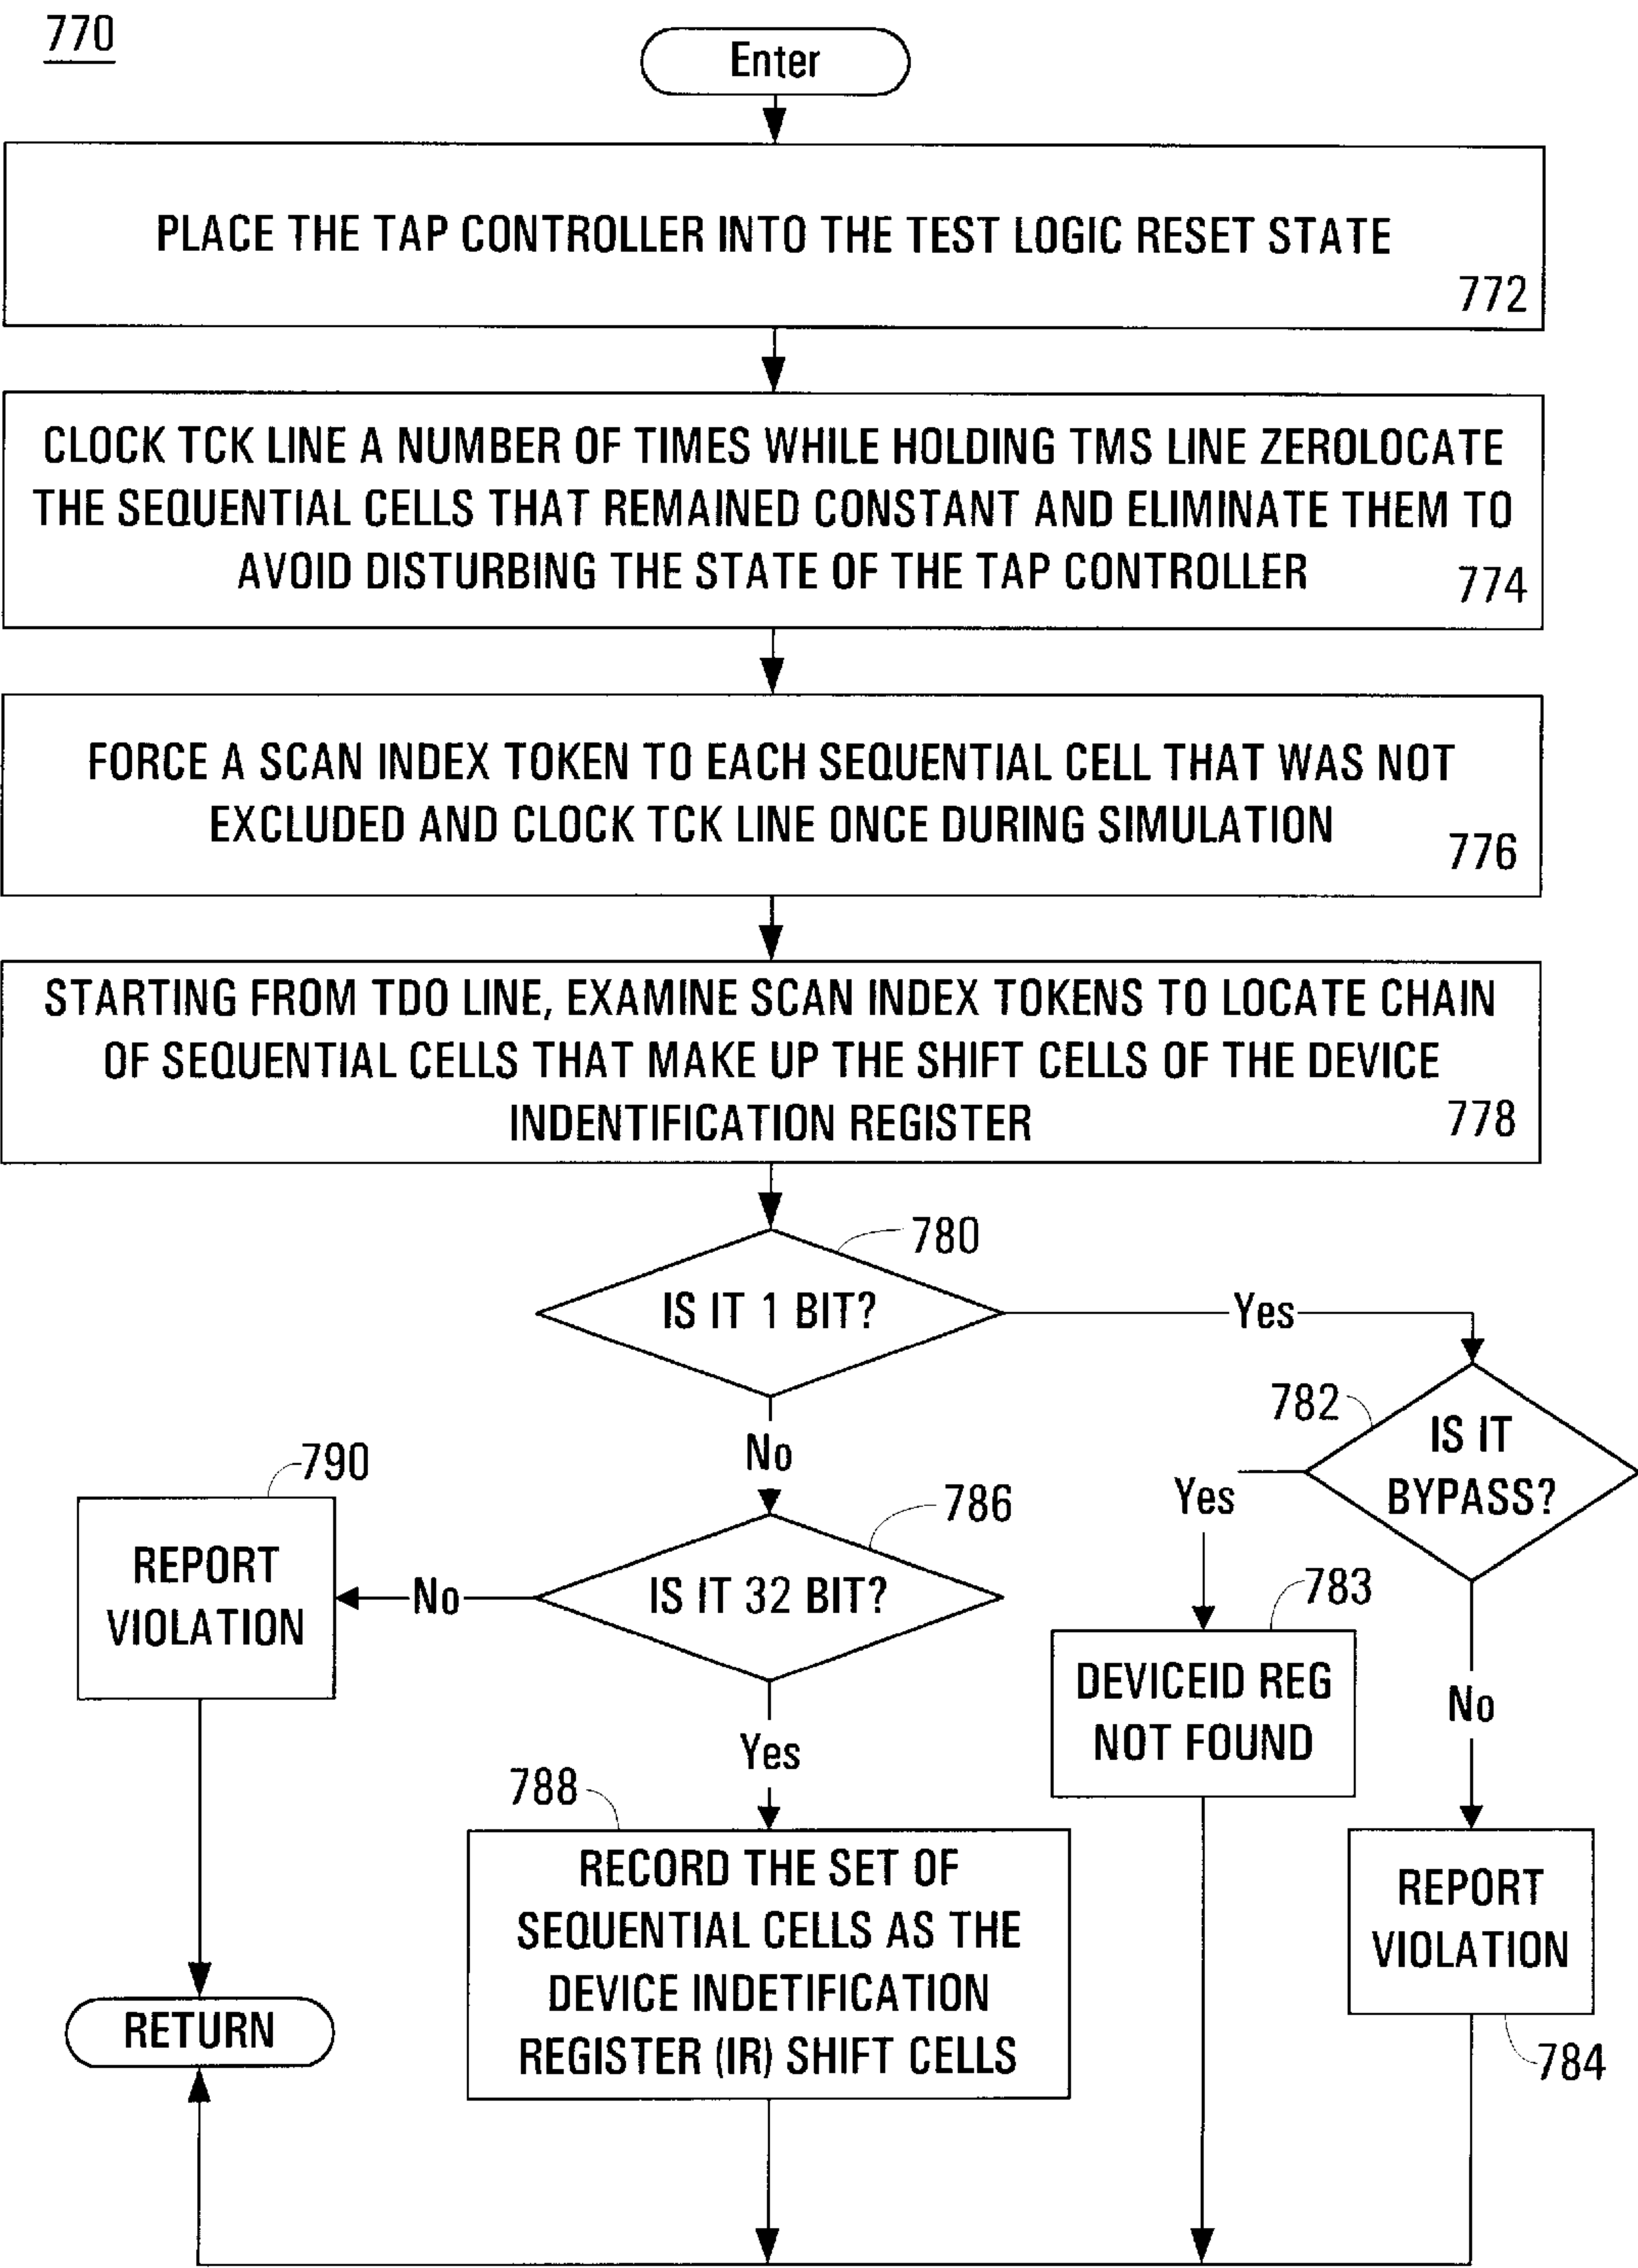 770
Enter
PLACE THE TAP CONTROLLER INTO THE TEST LOGIC RESET STATE
772
CLOCK TCK LINE A NUMBER OF TIMES WHILE HOLDING TMS LINE ZEROLOCATE
THE SEQUENTIAL CELLS THAT REMAINED CONSTANT AND ELIMINATE THEM TO
AVOID DISTURBING THE STATE OF THE TAP CONTROLLER
774
FORCE A SCAN INDEX TOKEN TO EACH SEQUENTIAL CELL THAT WAS NOT
EXCLUDED AND CLOCK TCK LINE ONCE DURING SIMULATION
776
STARTING FROM TDO LINE, EXAMINE SCAN INDEX TOKENS TO LOCATE CHAIN
OF SEQUENTIAL CELLS THAT MAKE UP THE SHIFT CELLS OF THE DEVICE
INDENTIFICATION REGISTER
778
780
IS IT 1 BIT?
Yes
782
IS IT
BYPASS?
No
790
Yes
786
REPORT
VIOLATION
No
IS IT 32 BIT?
783
DEVICEID REG
NOT FOUND
No
Yes
788
RECORD THE SET OF
SEQUENTIAL CELLS AS THE
DEVICE INDETIFICATION
REGISTER (IR) SHIFT CELLS
REPORT
VIOLATION
784
RETURN